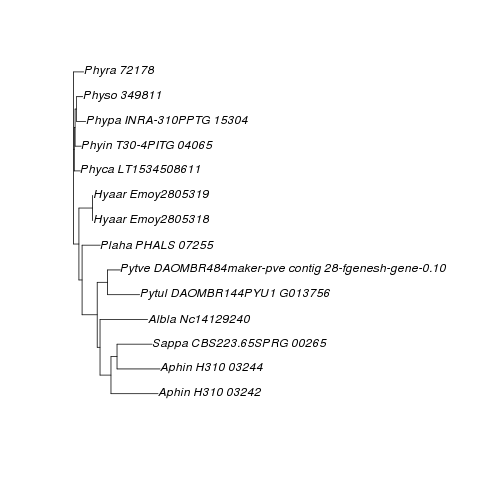 Phyra 72178
Physo 349811
Phypa INRA-310PPTG 15304
Phyin T30-4PITG 04065
Phyca LT1534508611
Hyaar Emoy2805319
Hyaar Emoy2805318
Plaha PHALS 07255
Pytve DAOMBR484maker-pve contig 28-fgenesh-gene-0.10
Pytul DAOMBR144PYU1 G013756
Albla Nc14129240
Sappa CBS223.65SPRG 00265
Aphin H310 03244
Aphin H310 03242